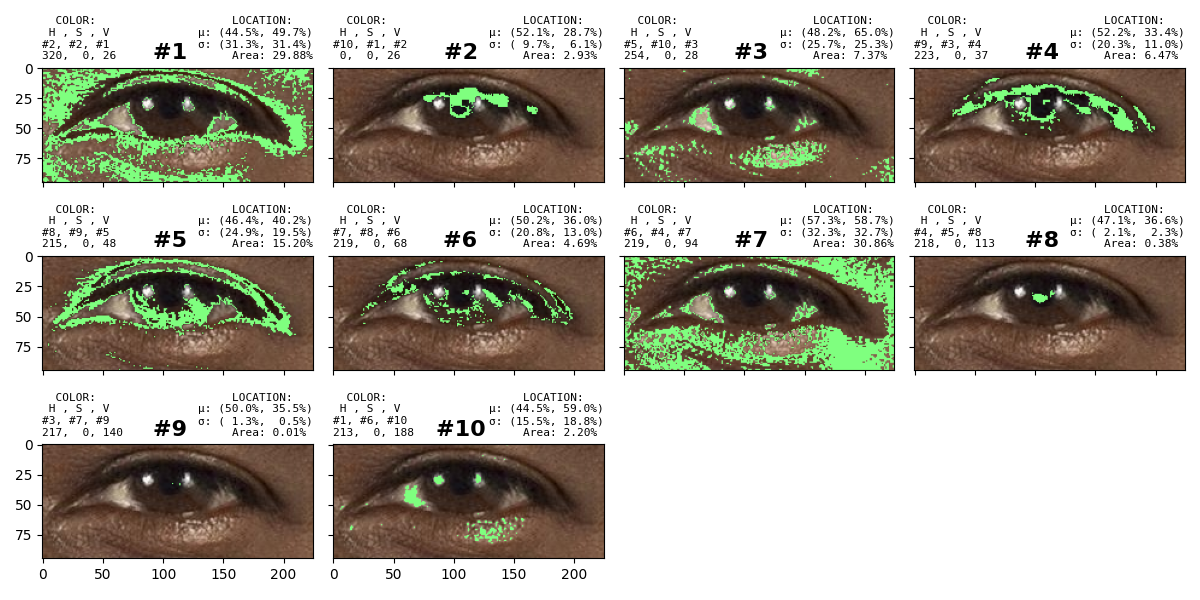 COLOR: LOCATION:
H , S , V μ: (44.5%, 49.7%)
#2, #2, #1 σ: (31.3%, 31.4%)
320, 0, 26 #1 Area: 29.88%
COLOR: LOCATION:
H , S , V μ: (52.1%, 28.7%)
#10, #1, #2 σ: ( 9.7%, 6.1%)
0, 0, 26 #2 Area: 2.93%
COLOR: LOCATION:
H , S , V μ: (48.2%, 65.0%)
#5, #10, #3 σ: (25.7%, 25.3%)
254, 0, 28 #3 Area: 7.37%
COLOR: LOCATION:
H , S , V μ: (52.2%, 33.4%)
#9, #3, #4 σ: (20.3%, 11.0%)
223, 0, 37 #4 Area: 6.47%
0
25
50
75
COLOR: LOCATION:
H , S , V μ: (46.4%, 40.2%)
#8, #9, #5 σ: (24.9%, 19.5%)
215, 0, 48 #5 Area: 15.20%
COLOR: LOCATION:
H , S , V μ: (50.2%, 36.0%)
#7, #8, #6 σ: (20.8%, 13.0%)
219, 0, 68 #6 Area: 4.69%
COLOR: LOCATION:
H , S , V μ: (57.3%, 58.7%)
#6, #4, #7 σ: (32.3%, 32.7%)
219, 0, 94 #7 Area: 30.86%
COLOR: LOCATION:
H , S , V μ: (47.1%, 36.6%)
#4, #5, #8 σ: ( 2.1%, 2.3%)
218, 0, 113 #8 Area: 0.38%
0
25
50
75
COLOR: LOCATION:
H , S , V μ: (50.0%, 35.5%)
#3, #7, #9 σ: ( 1.3%, 0.5%)
217, 0, 140 #9 Area: 0.01%
COLOR: LOCATION:
H , S , V μ: (44.5%, 59.0%)
#1, #6, #10 σ: (15.5%, 18.8%)
213, 0, 188 #10 Area: 2.20%
0
25
50
75
0 50 100 150 200
0 50 100 150 200